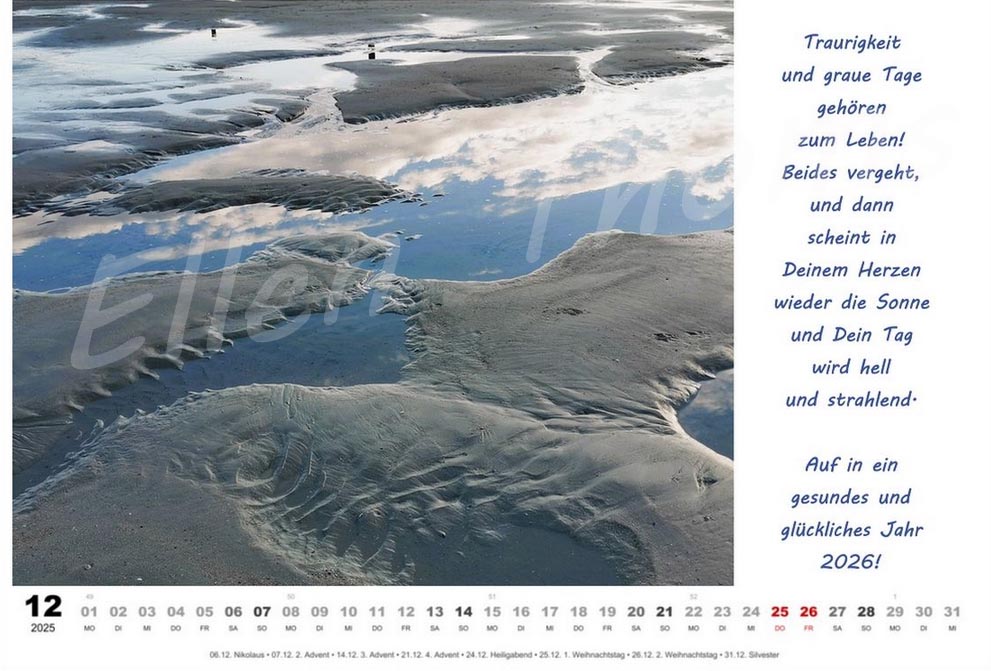 Traurigkeit
und graue Tage
gehören
zum Leben!
Beides vergeht,
und dann
scheint in
Deinem Herzen
wieder die Sonne
und Dein Tag
wird hell
und strahlend.
Auf in ein
gesundes und
glückliches Jahr
2026!
Ellen
49 50 51 52 1
12 01 02 03 04 05 06 07 08 09 10 11 12 13 14 15 16 17 18 19 20 21 22 23 24 25 26 27 28 29 30 31
2025 MO DI MI DO FR SA SO MO DI MI DO FR SA SO MO DI MI DO FR SA SO MO DI MI DO FR SA SO MO DI MI
06.12. Nikolaus • 07.12. 2. Advent • 14.12. 3. Advent • 21.12. 4. Advent • 24.12. Heiligabend • 25.12. 1. Weihnachtstag • 26.12. 2. Weihnachtstag • 31.12. Silvester